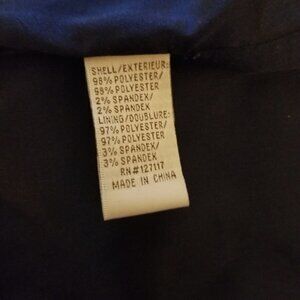 SHELL/EXTERIEUR:
98% POLYESTER/
98% POLYESTER
2% SPANDEX/
2% SPANDEX
LINING/DOUBLURE:
97% POLYESTER/
97% POLYESTER
3% SPANDEX/
3% SPANDEX
RN#127117
MADE IN CHINA